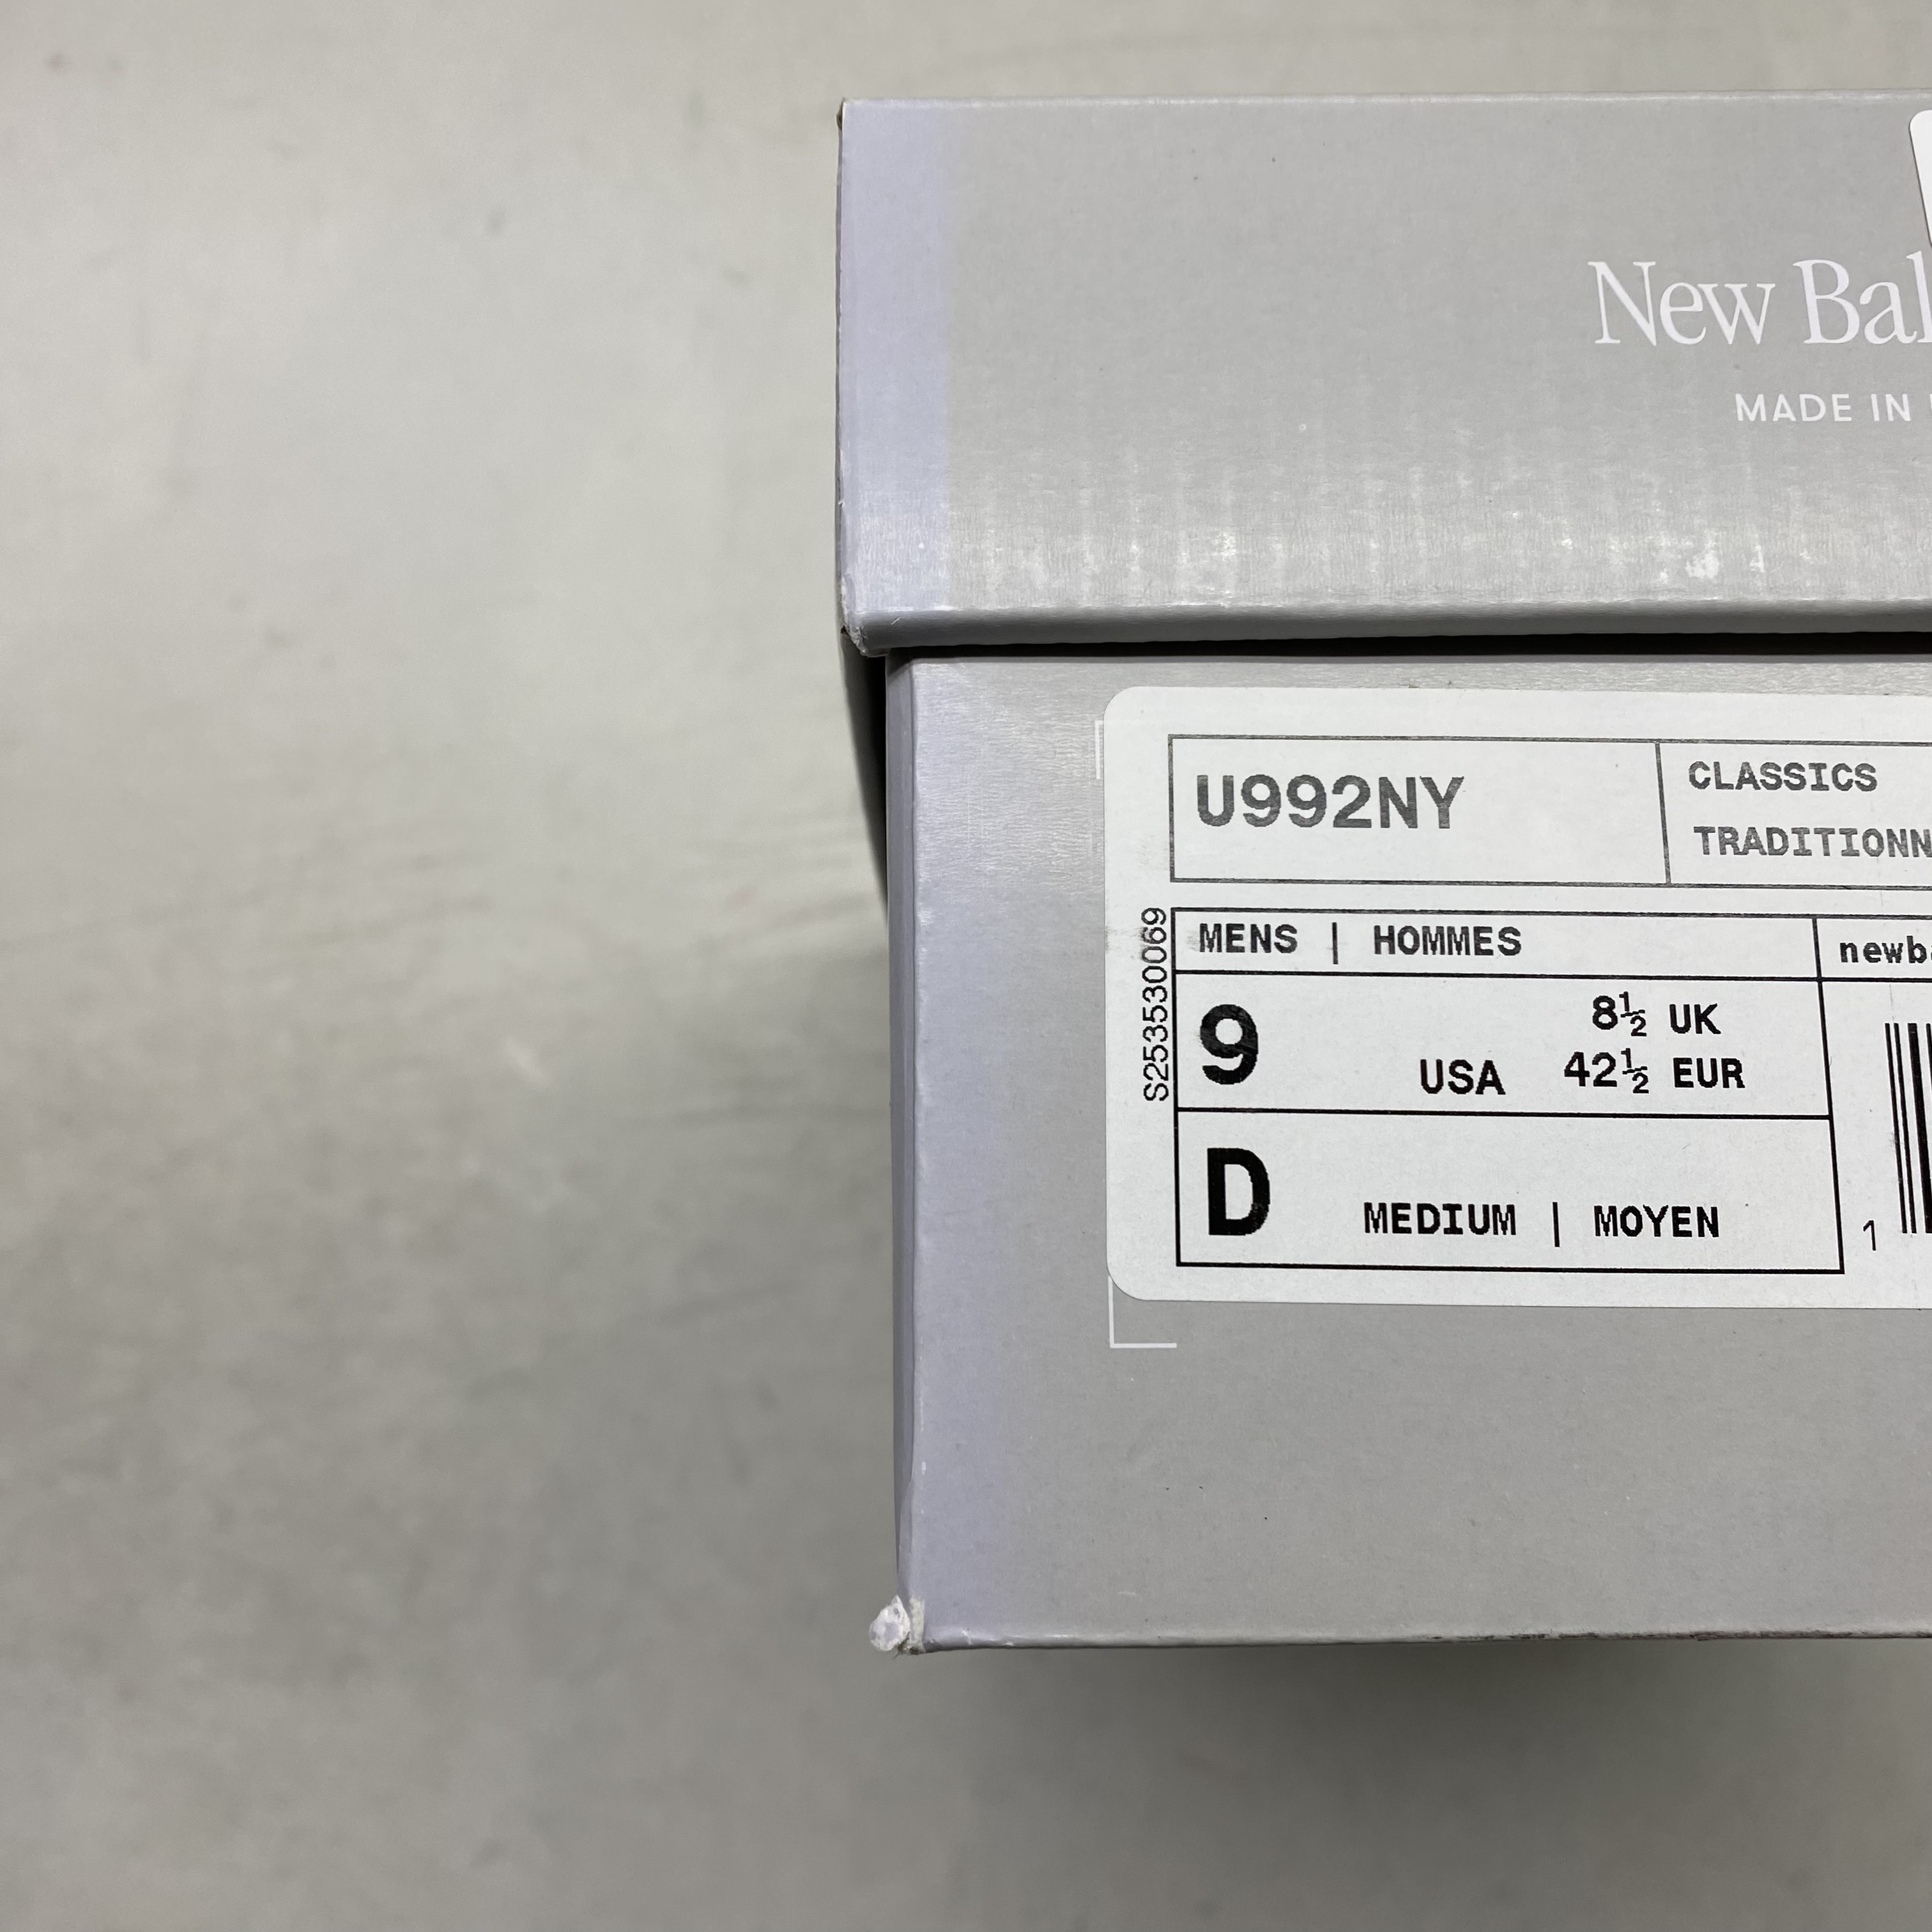 New Bal
MADE IN
U992NY
CLASSICS
TRADITIONN
S253530069
MENS | HOMMES
newb
9 USA 8½ UK
42½ EUR
D MEDIUM | MOYEN
1